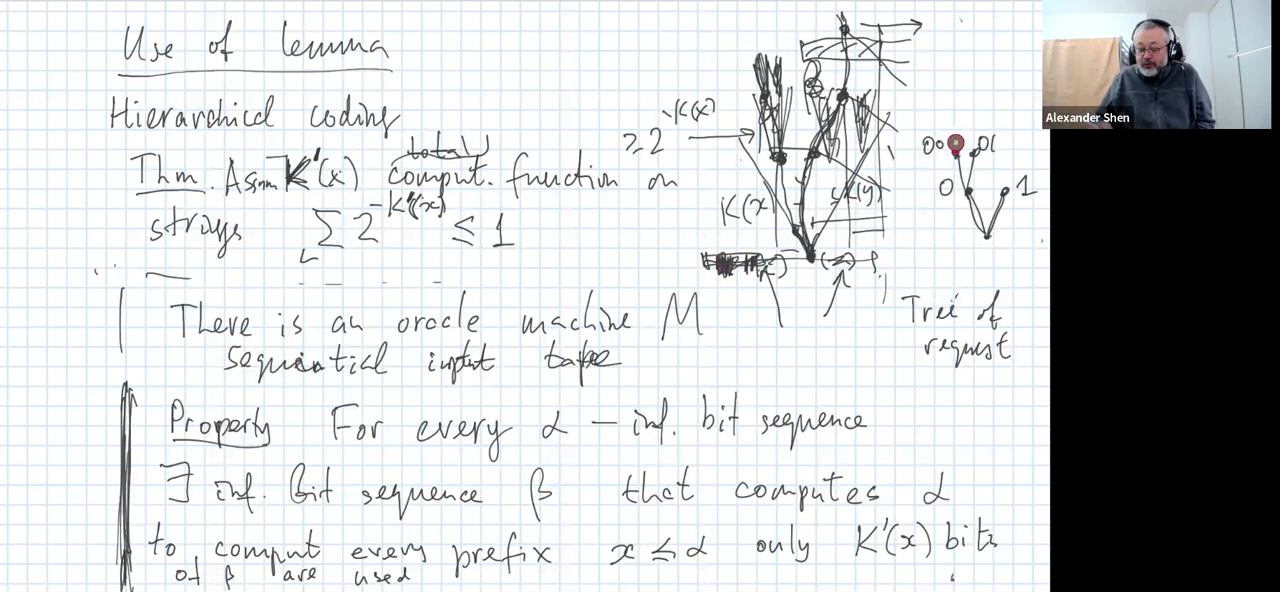 Use of lemma
Hierarchical coding
Thm. Assume K'(x) total comput. function on
strings Σ 2^{-K'(x)} ≤ 1
There is an oracle machine M
sequential input tape
Property For every α – inf. bit sequence
∃ inf. bit sequence β that computes α
to comput every prefix x ≤ α only K'(x) bits
of β are used
≥2^{-K(x)}
K(x)
K(y)
00 01
0 1
Tree of
request
Alexander Shen